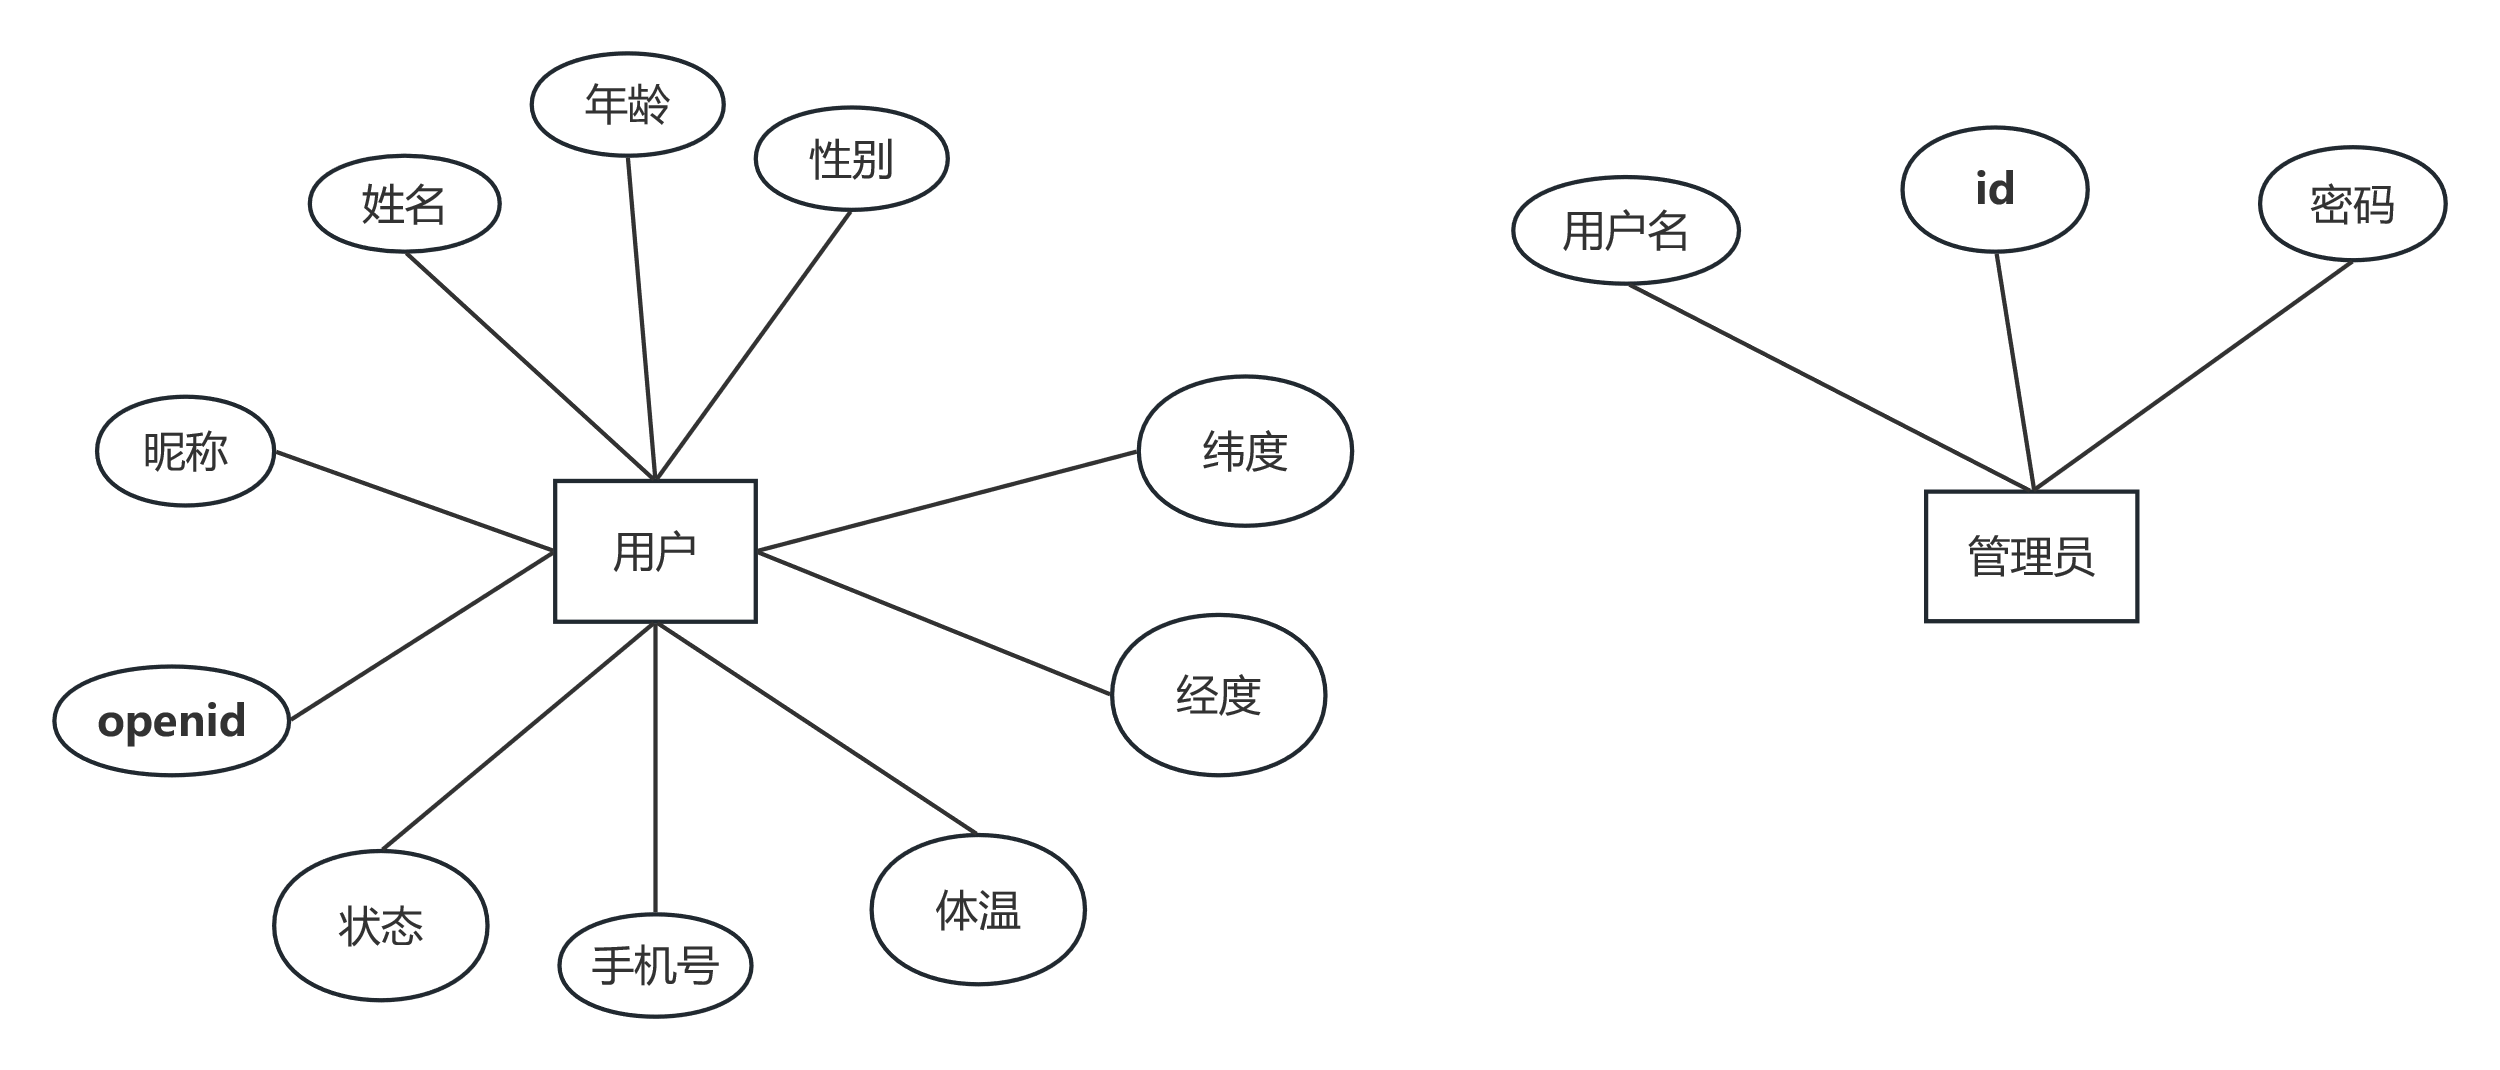 年龄
性别
姓名
昵称
用户
纬度
经度
openid
状态
手机号
体温
用户名
id
密码
管理员